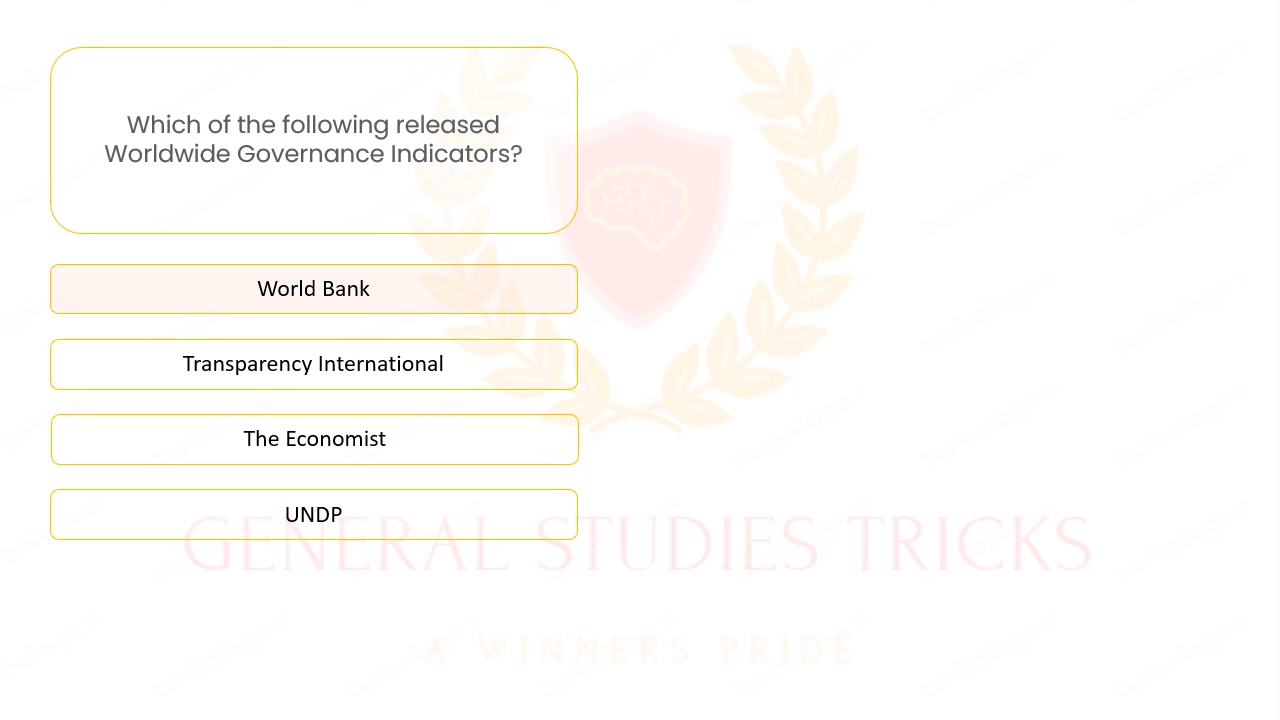 Which of the following released
Worldwide Governance Indicators?
World Bank
Transparency International
The Economist
UNDP
GENERAL STUDIES TRICKS
A WINNERS PRIDE